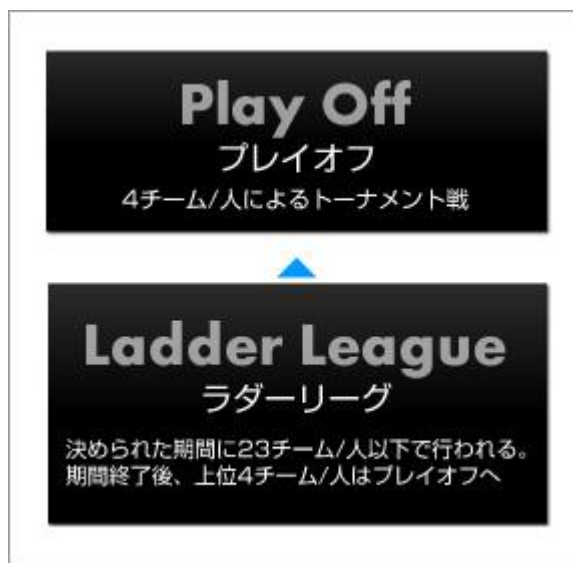 Play Off
プレイオフ
4チーム/人によるトーナメント戦
Ladder League
ラダーリーグ
決められた期間に23チーム/人以下で行われる。
期間終了後、上位4チーム/人はプレイオフへ